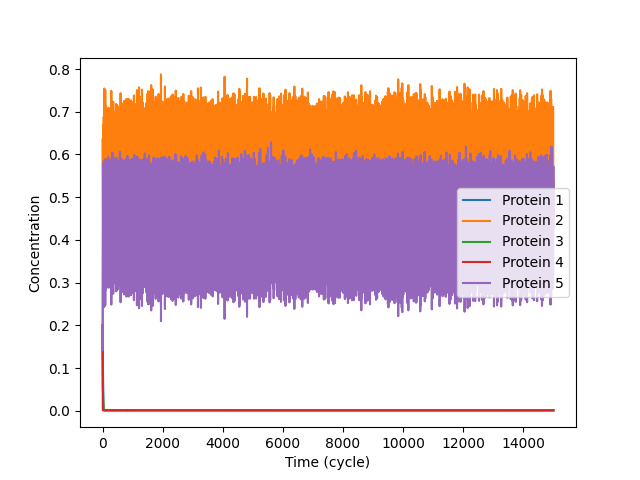 0.8
0.7
0.6
0.5
0.4
0.3
0.2
0.1
0.0
Concentration
Protein 1
Protein 2
Protein 3
Protein 4
Protein 5
0 2000 4000 6000 8000 10000 12000 14000
Time (cycle)